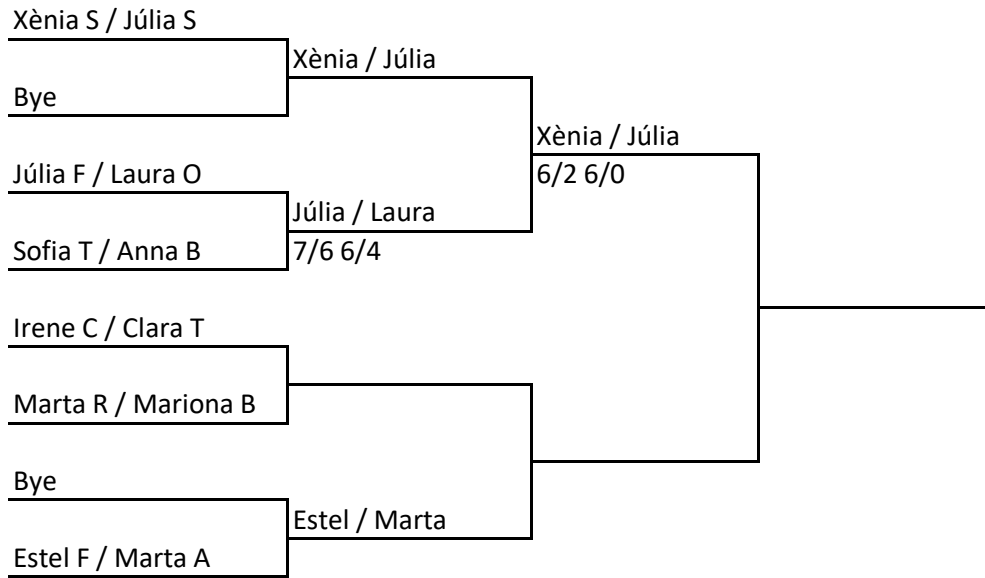 Xènia S / Júlia S
Xènia / Júlia
Bye
Xènia / Júlia
6/2 6/0
Júlia F / Laura O
Júlia / Laura
7/6 6/4
Sofia T / Anna B
Irene C / Clara T
Marta R / Mariona B
Bye
Estel / Marta
Estel F / Marta A